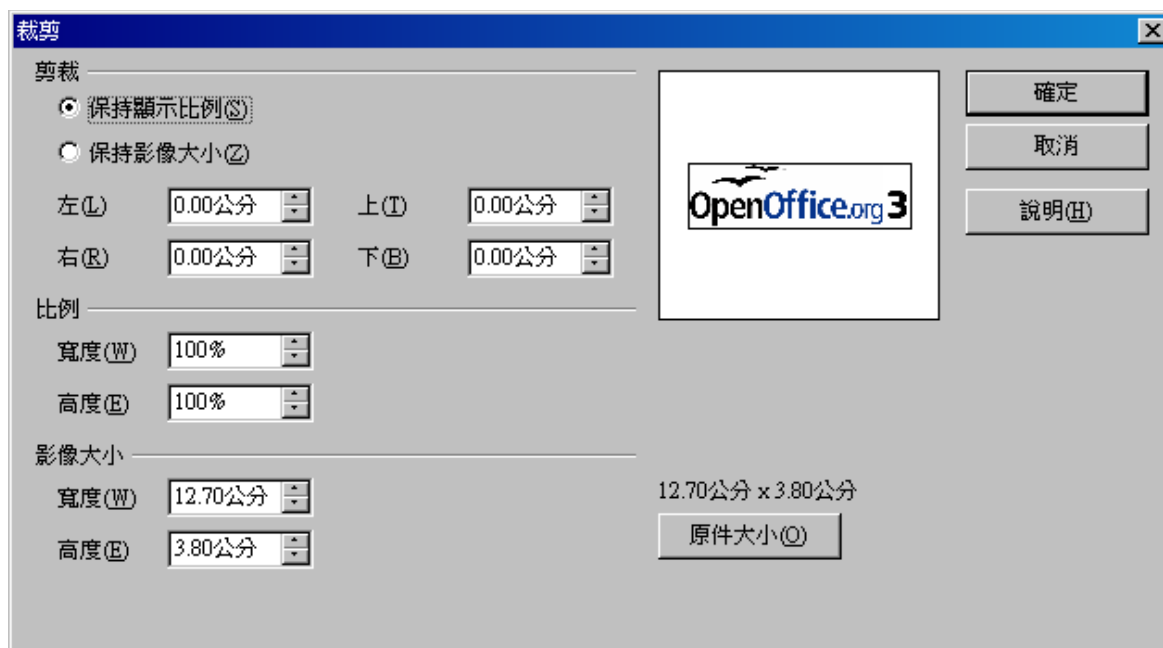 裁剪
剪裁
保持顯示比例(S)
保持影像大小(Z)
左(L) 0.00公分 上(T) 0.00公分
右(R) 0.00公分 下(B) 0.00公分
比例
寬度(W) 100%
高度(E) 100%
影像大小
寬度(W) 12.70公分
高度(E) 3.80公分
OpenOffice.org 3
12.70公分 x 3.80公分
原件大小(O)
確定
取消
說明(H)